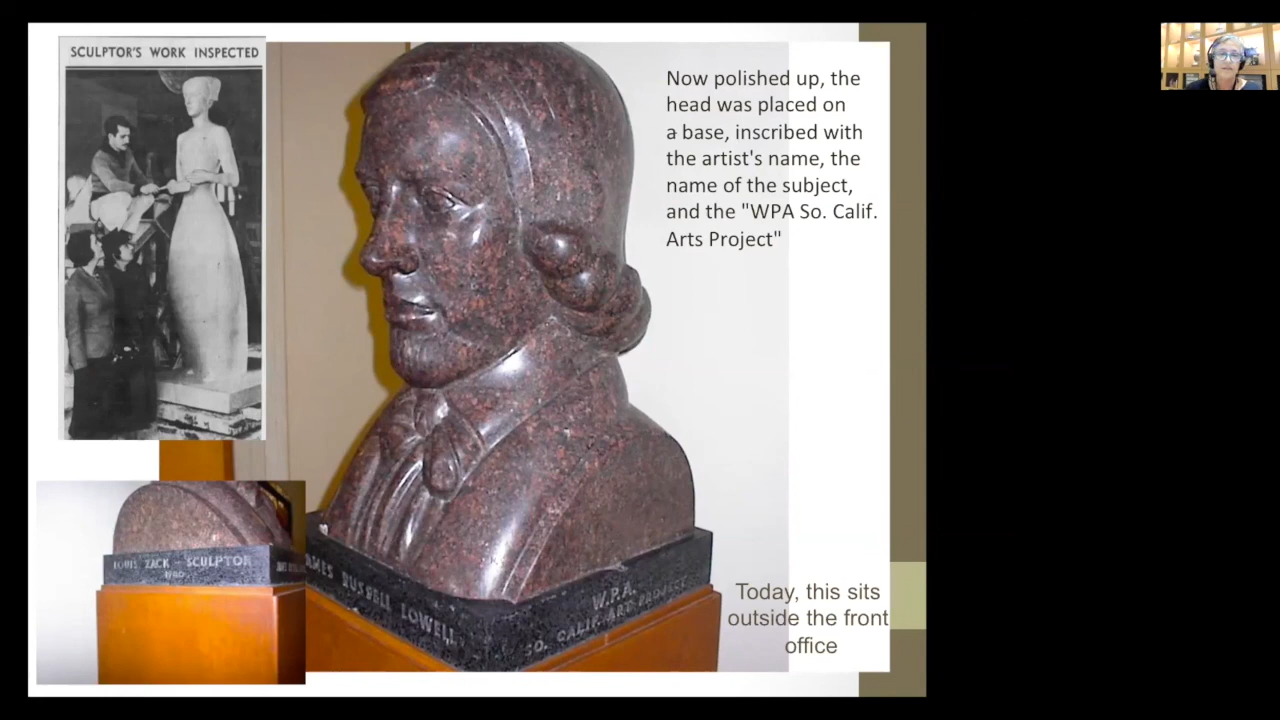 SCULPTOR'S WORK INSPECTED
Now polished up, the
head was placed on
a base, inscribed with
the artist's name, the
name of the subject,
and the "WPA So. Calif.
Arts Project"
LOUIS ZACK - SCULPTOR
1940
JAMES RUSSELL LOWELL
W.P.A.
SO. CALIF. ART PROJECT
Today, this sits
outside the front
office